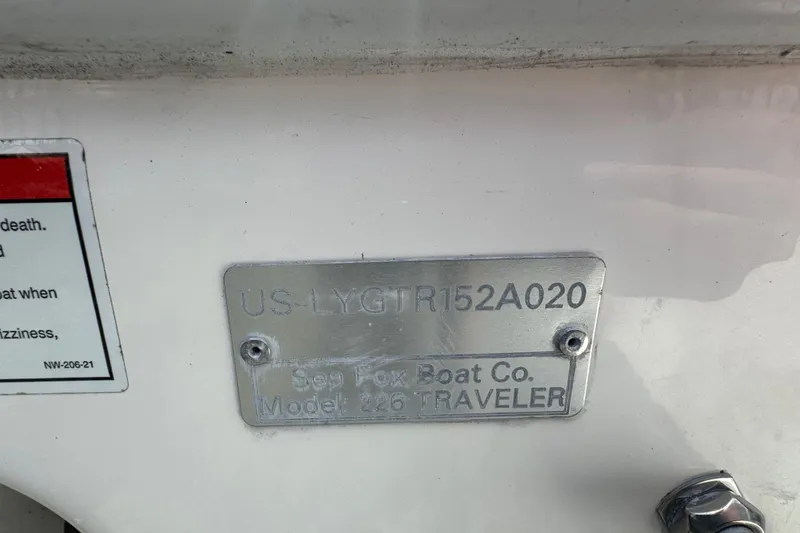 death.
oat when
izziness,
NW-206-21
US-LYGTR152A020
Sea Fox Boat Co.
Model: 226 TRAVELER